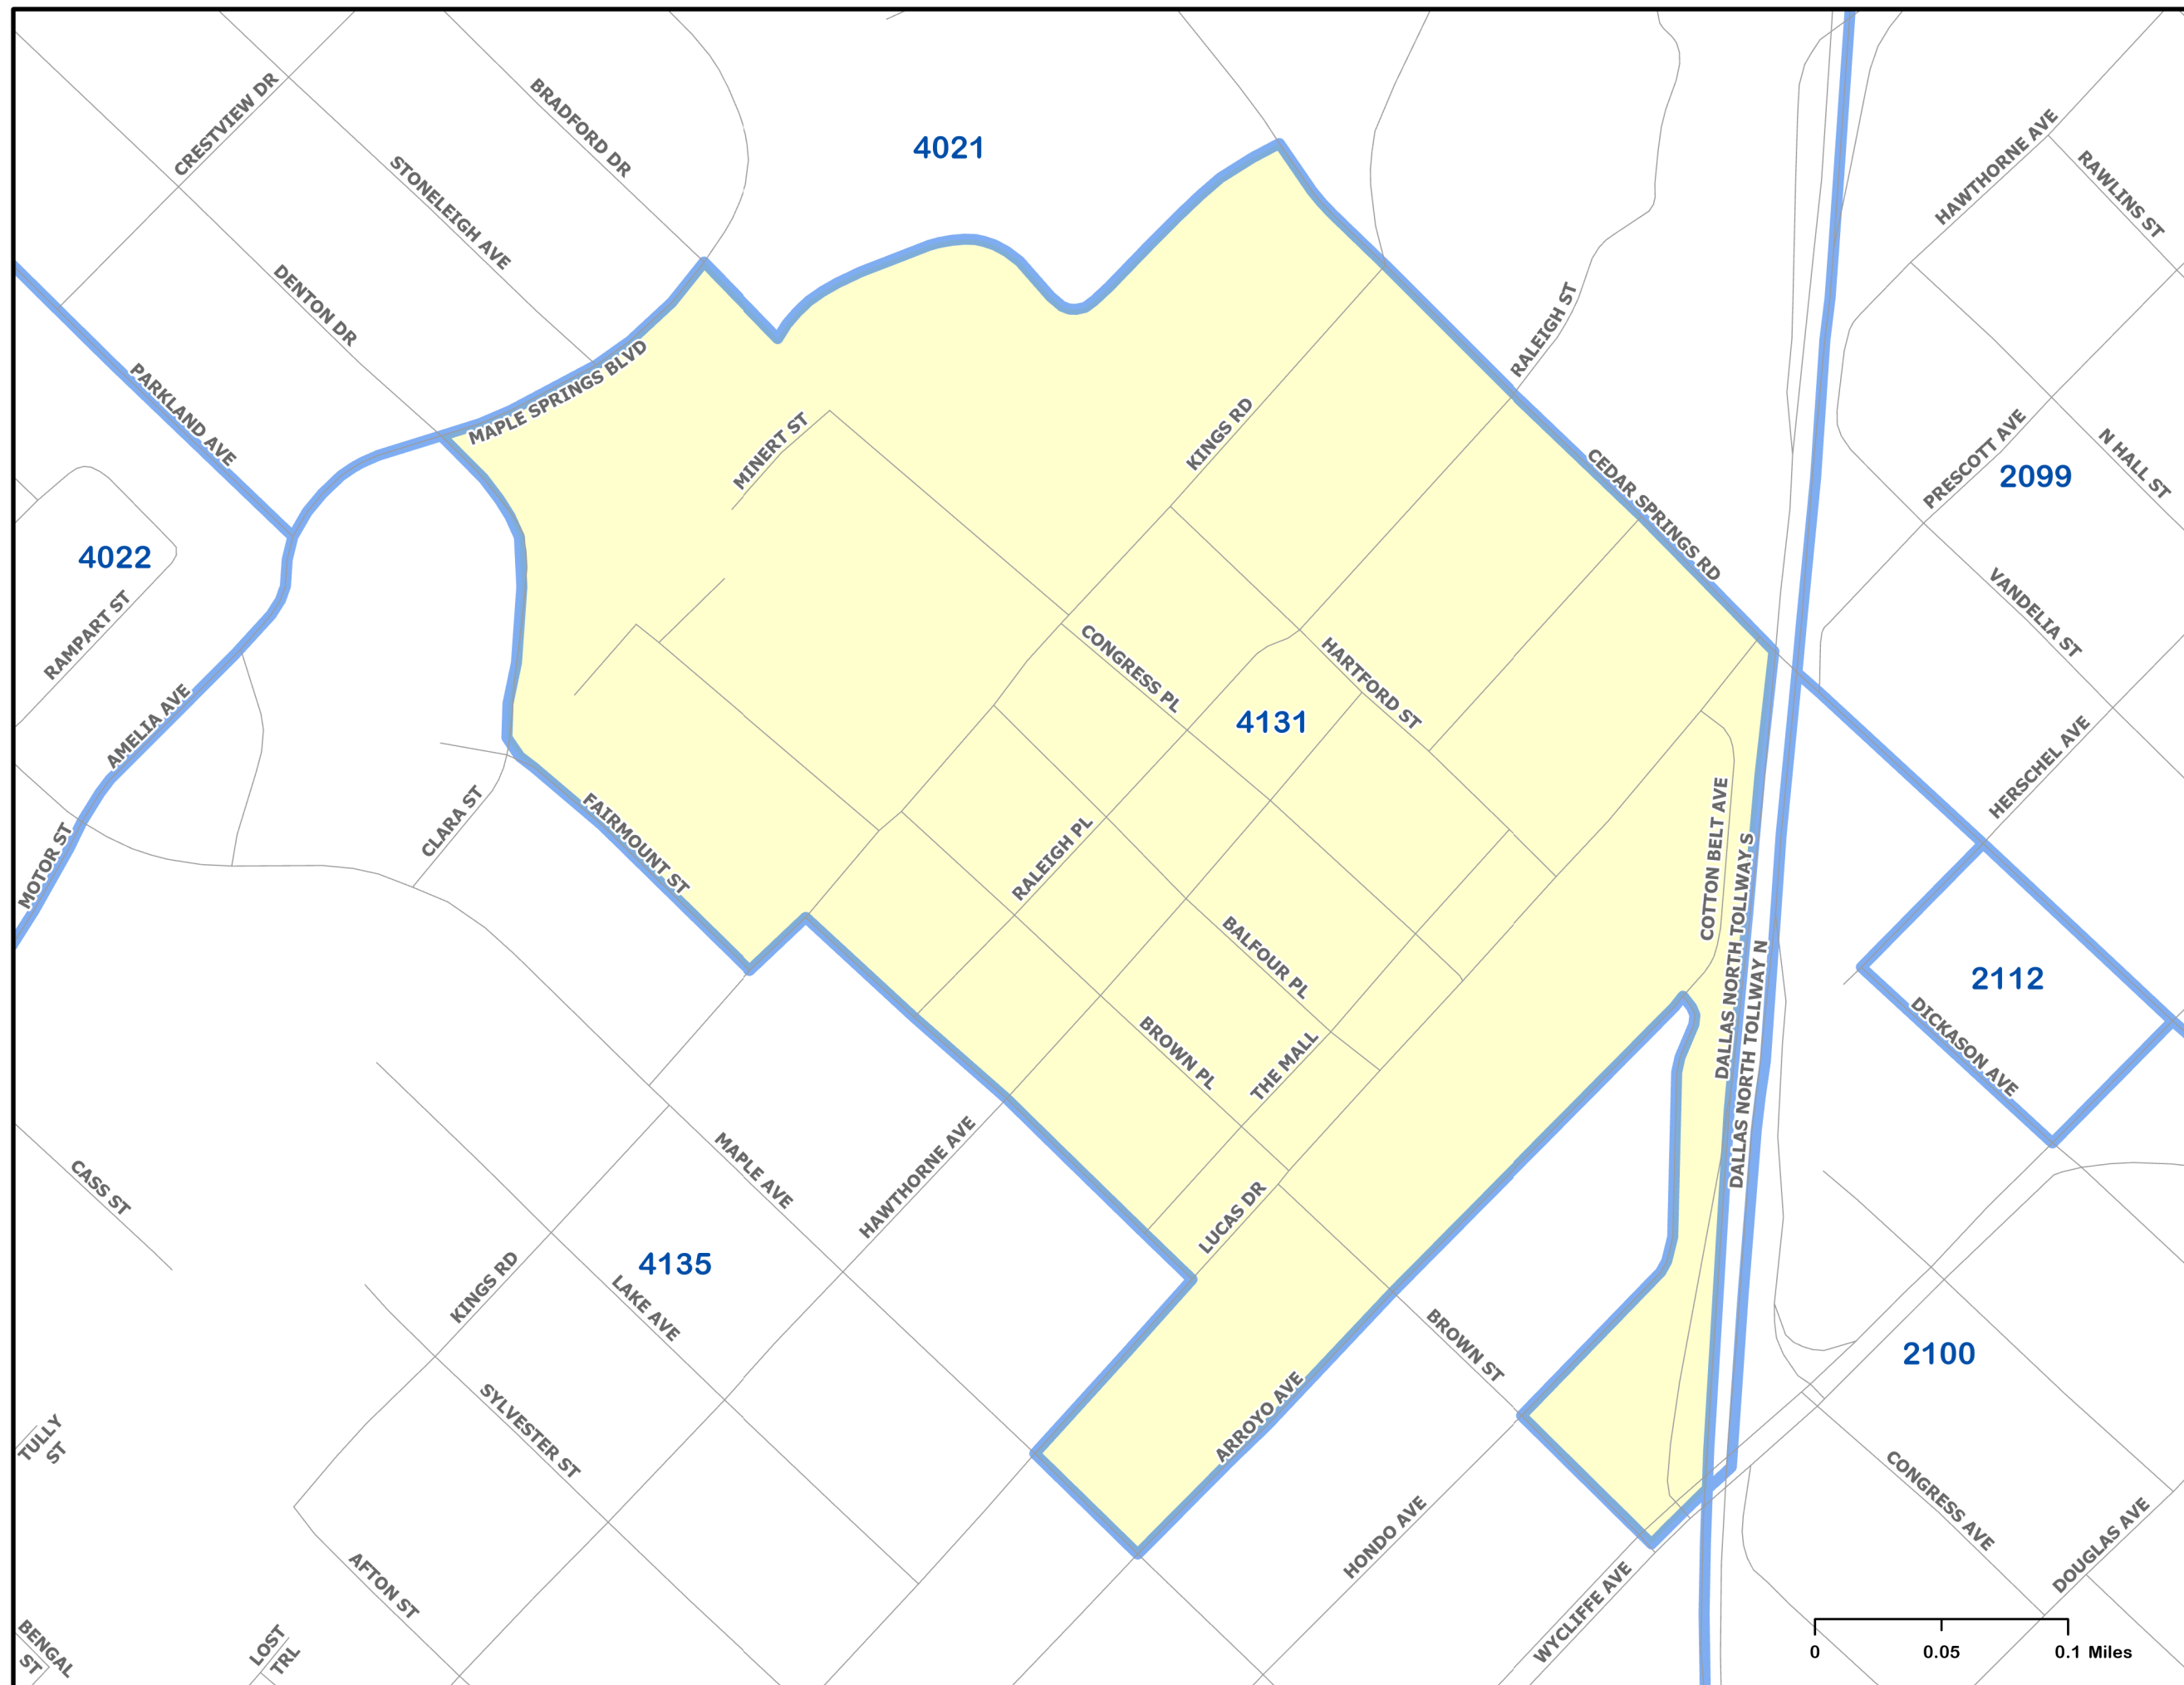 CRESTVIEW DR
BRADFORD DR
STONELEIGH AVE
4021
HAWTHORNE AVE
RAWLINS ST
DENTON DR
RALEIGH ST
MAPLE SPRINGS BLVD
PARKLAND AVE
MINERT ST
KINGS RD
CEDAR SPRINGS RD
PRESCOTT AVE
N HALL ST
2099
4022
RAMPART ST
VANDELIA ST
CONGRESS PL
HARTFORD ST
4131
AMELIA AVE
HERSCHEL AVE
CLARA ST
FAIRMOUNT ST
MOTOR ST
RALEIGH PL
COTTON BELT AVE
DALLAS NORTH TOLLWAY S
DALLAS NORTH TOLLWAY N
BALFOUR PL
2112
DICKASON AVE
BROWN PL
THE MALL
CASS ST
MAPLE AVE
HAWTHORNE AVE
LUCAS DR
4135
KINGS RD
LAKE AVE
BROWN ST
2100
SYLVESTER ST
ARROYO AVE
TULLY
ST
CONGRESS AVE
HONDO AVE
DOUGLAS AVE
AFTON ST
WYCLIFFE AVE
BENGAL
ST
LOST
TRL
0 0.05 0.1 Miles